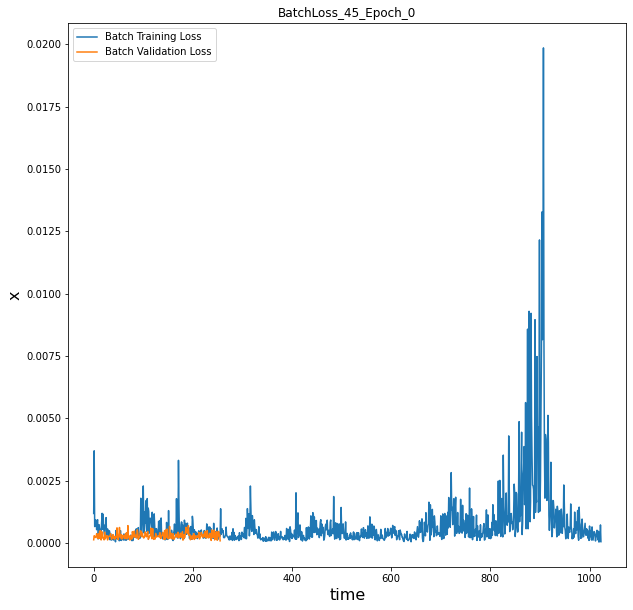 BatchLoss_45_Epoch_0
Batch Training Loss
Batch Validation Loss
0.0200
0.0175
0.0150
0.0125
0.0100
0.0075
0.0050
0.0025
0.0000
x
0 200 400 600 800 1000
time